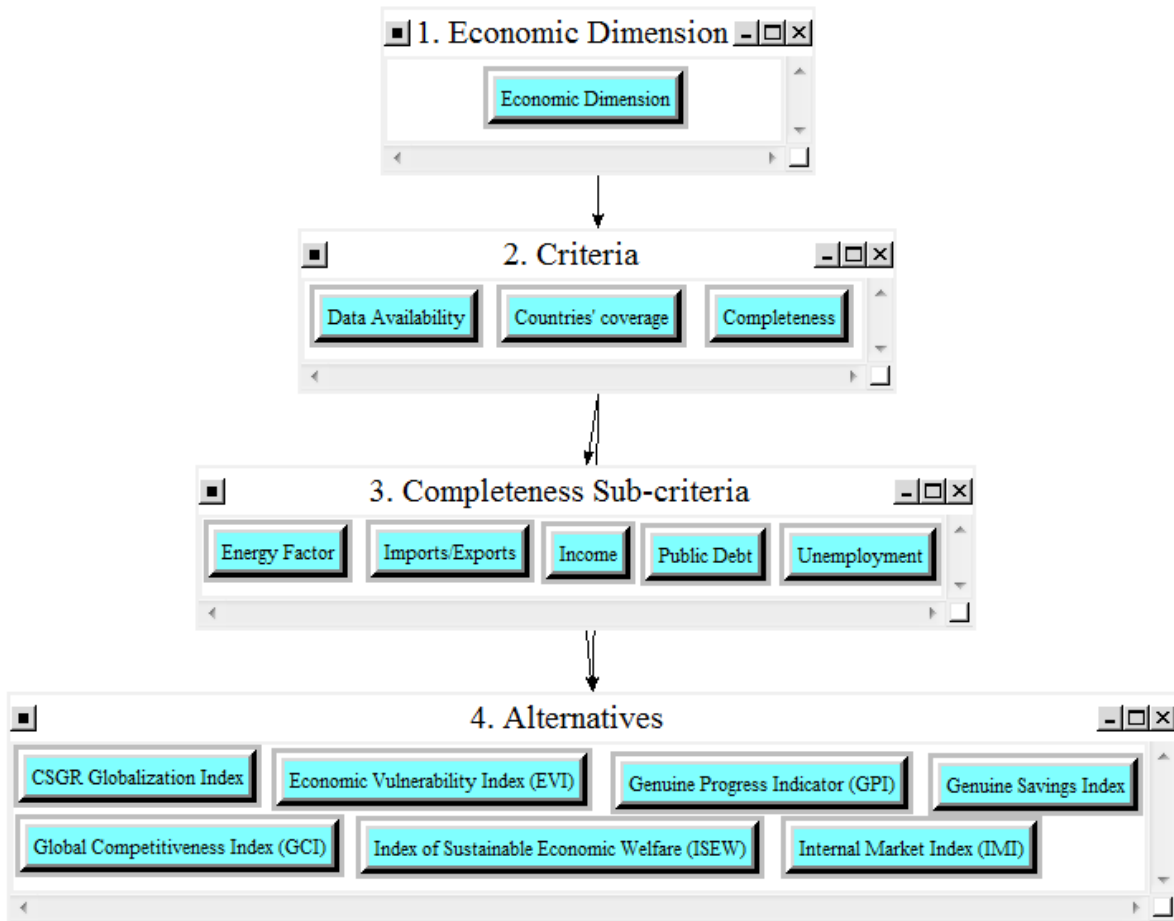 1. Economic Dimension
Economic Dimension
2. Criteria
Data Availability
Countries' coverage
Completeness
3. Completeness Sub-criteria
Energy Factor
Imports/Exports
Income
Public Debt
Unemployment
4. Alternatives
CSGR Globalization Index
Economic Vulnerability Index (EVI)
Genuine Progress Indicator (GPI)
Genuine Savings Index
Global Competitiveness Index (GCI)
Index of Sustainable Economic Welfare (ISEW)
Internal Market Index (IMI)